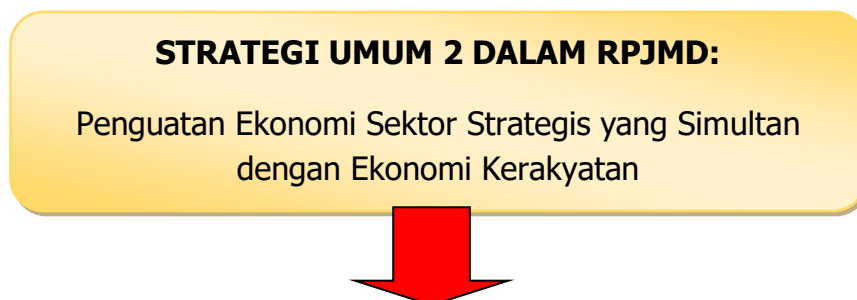 STRATEGI UMUM 2 DALAM RPJMD:
Penguatan Ekonomi Sektor Strategis yang Simultan
dengan Ekonomi Kerakyatan